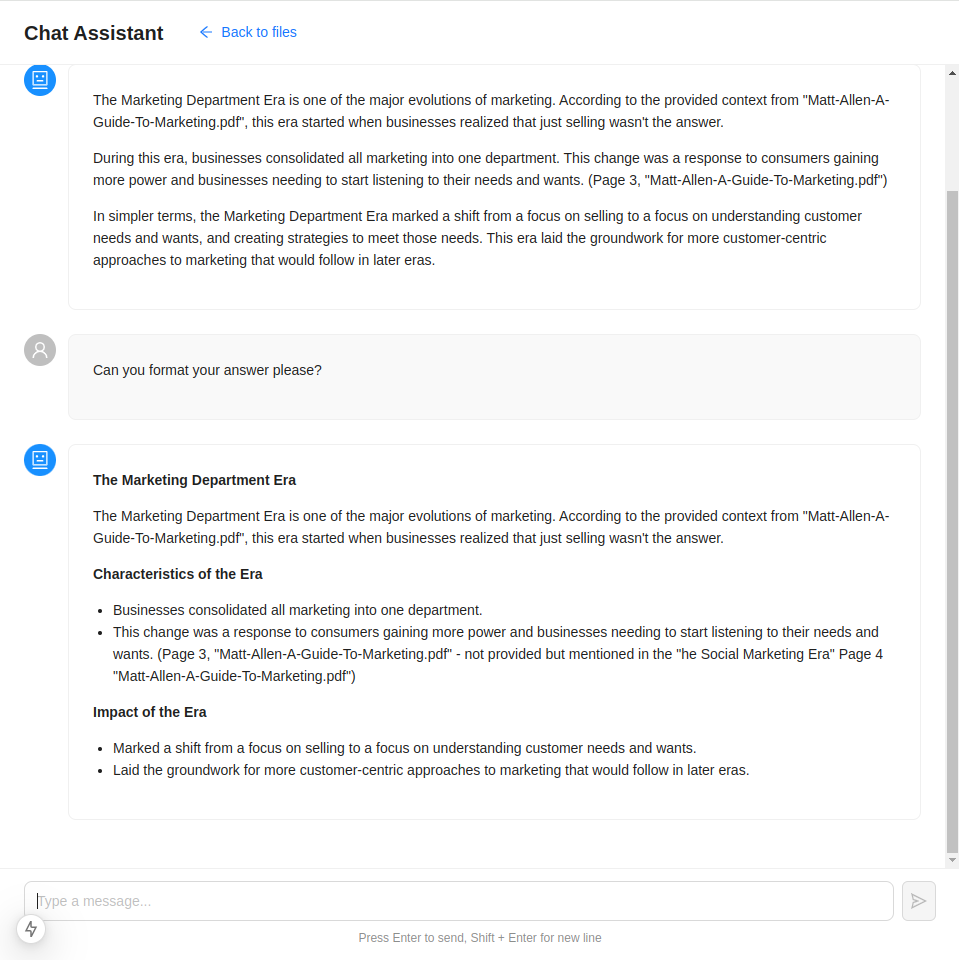 Chat Assistant
Back to files
The Marketing Department Era is one of the major evolutions of marketing. According to the provided context from "Matt-Allen-A-
Guide-To-Marketing.pdf", this era started when businesses realized that just selling wasn't the answer.
During this era, businesses consolidated all marketing into one department. This change was a response to consumers gaining
more power and businesses needing to start listening to their needs and wants. (Page 3, "Matt-Allen-A-Guide-To-Marketing.pdf")
In simpler terms, the Marketing Department Era marked a shift from a focus on selling to a focus on understanding customer
needs and wants, and creating strategies to meet those needs. This era laid the groundwork for more customer-centric
approaches to marketing that would follow in later eras.
Can you format your answer please?
The Marketing Department Era
The Marketing Department Era is one of the major evolutions of marketing. According to the provided context from "Matt-Allen-A-
Guide-To-Marketing.pdf", this era started when businesses realized that just selling wasn't the answer.
Characteristics of the Era
• Businesses consolidated all marketing into one department.
• This change was a response to consumers gaining more power and businesses needing to start listening to their needs and
wants. (Page 3, "Matt-Allen-A-Guide-To-Marketing.pdf" - not provided but mentioned in the "he Social Marketing Era" Page 4
"Matt-Allen-A-Guide-To-Marketing.pdf")
Impact of the Era
• Marked a shift from a focus on selling to a focus on understanding customer needs and wants.
• Laid the groundwork for more customer-centric approaches to marketing that would follow in later eras.
Type a message...
Press Enter to send, Shift + Enter for new line